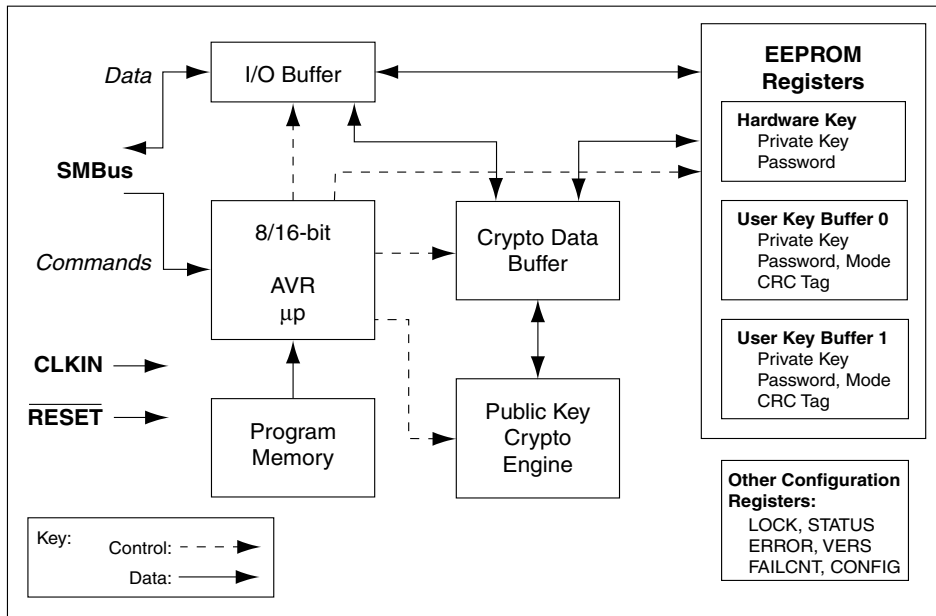 Data
I/O Buffer
SMBus
Commands
8/16-bit
AVR
μp
CLKIN
RESET
Program
Memory
Crypto Data
Buffer
Public Key
Crypto
Engine
EEPROM
Registers
Hardware Key
Private Key
Password
User Key Buffer 0
Private Key
Password, Mode
CRC Tag
User Key Buffer 1
Private Key
Password, Mode
CRC Tag
Other Configuration
Registers:
LOCK, STATUS
ERROR, VERS
FAILCNT, CONFIG
Key:
Control:
Data: